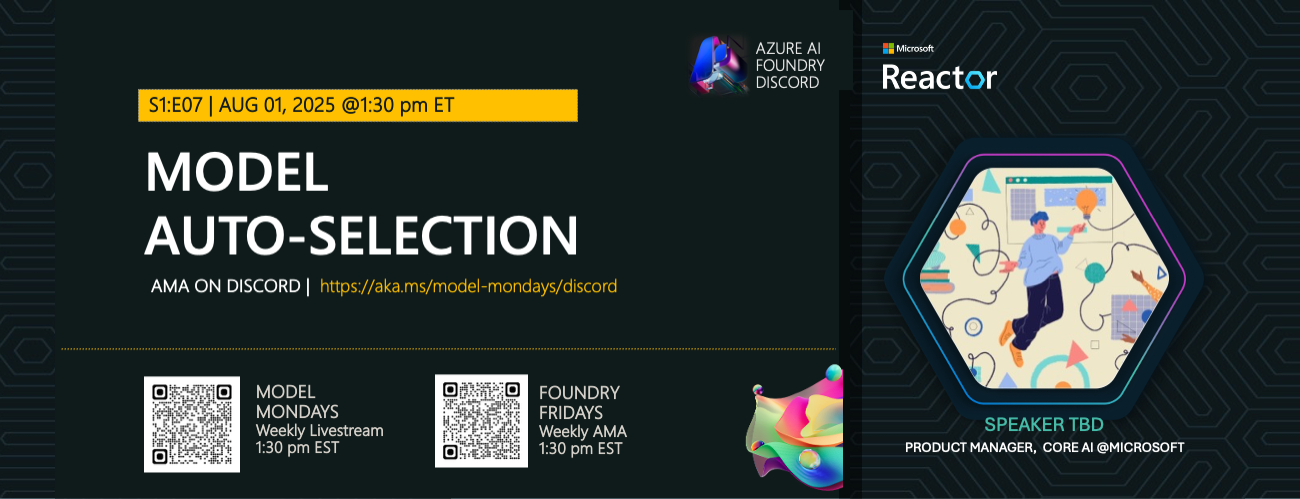 AZURE AI
FOUNDRY
DISCORD
Microsoft
Reactor
S1:E07 | AUG 01, 2025 @1:30 pm ET
MODEL
AUTO-SELECTION
AMA ON DISCORD | https://aka.ms/model-mondays/discord
MODEL
MONDAYS
Weekly Livestream
1:30 pm EST
FOUNDRY
FRIDAYS
Weekly AMA
1:30 pm EST
SPEAKER TBD
PRODUCT MANAGER, CORE AI @MICROSOFT